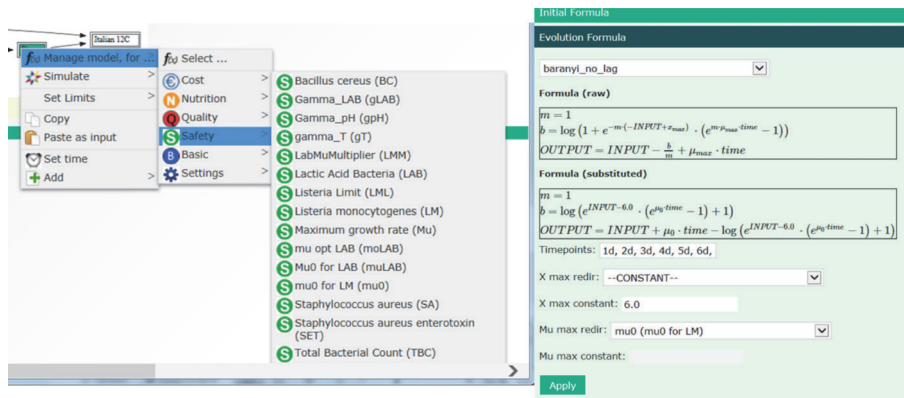 Italian 12C
f(x) Manage model, for ...
Simulate >
Set Limits >
Copy
Paste as input
Set time
Add >
f(x) Select ...
Cost >
N Nutrition >
Q Quality >
S Safety >
B Basic >
Settings >
S Bacillus cereus (BC)
S Gamma_LAB (gLAB)
S Gamma_pH (gpH)
S gamma_T (gT)
S LabMuMultiplier (LMM)
S Lactic Acid Bacteria (LAB)
S Listeria Limit (LML)
S Listeria monocytogenes (LM)
S Maximum growth rate (Mu)
S mu opt LAB (moLAB)
S Mu0 for LAB (muLAB)
S mu0 for LM (mu0)
S Staphylococcus aureus (SA)
S Staphylococcus aureus enterotoxin
(SET)
S Total Bacterial Count (TBC)
Initial Formula
Evolution Formula
baranyi_no_lag
Formula (raw)
m = 1
b = log (1 + e^{-m·(-INPUT+x_{max})} · (e^{m·μ_{max}·time} − 1))
OUTPUT = INPUT − b/m + μ_{max} · time
Formula (substituted)
m = 1
b = log (e^{INPUT−6.0} · (e^{μ_0·time} − 1) + 1)
OUTPUT = INPUT + μ_0 · time − log (e^{INPUT−6.0} · (e^{μ_0·time} − 1) + 1)
Timepoints: 1d, 2d, 3d, 4d, 5d, 6d,
X max redir: --CONSTANT--
X max constant: 6.0
Mu max redir: mu0 (mu0 for LM)
Mu max constant:
Apply